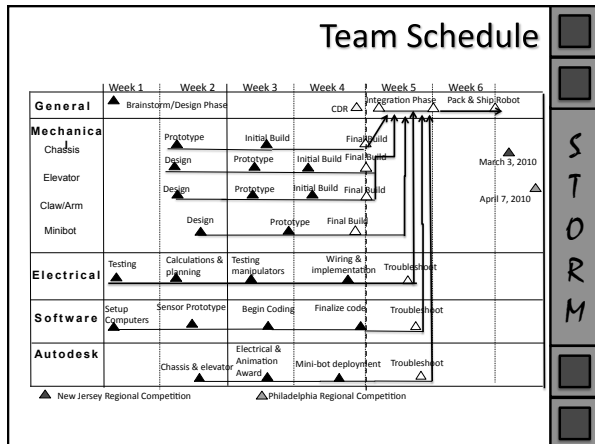 Team Schedule
Week 1 Week 2 Week 3 Week 4 Week 5 Week 6
General Brainstorm/Design Phase CDR Integration Phase Pack & Ship Robot
Mechanica
l
Chassis Prototype Initial Build Final Build
Elevator Design Prototype Initial Build Final Build
Claw/Arm Design Prototype Initial Build Final Build
Minibot Design Prototype Final Build
March 3, 2010
April 7, 2010
Electrical Testing Calculations &
planning Testing
manipulators Wiring &
implementation Troubleshoot
Software Setup
Computers Sensor Prototype Begin Coding Finalize code Troubleshoot
Autodesk Chassis & elevator Electrical &
Animation
Award Mini-bot deployment Troubleshoot
New Jersey Regional Competition Philadelphia Regional Competition
STORM